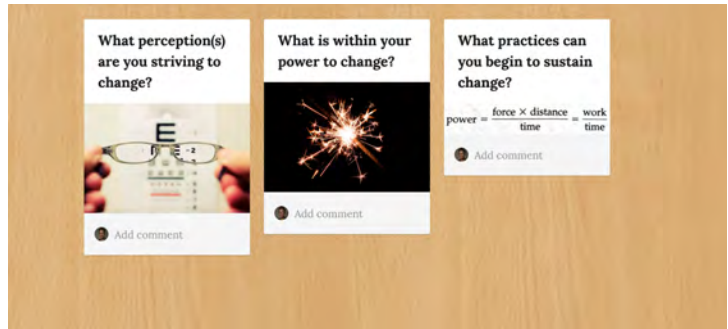 What perception(s)
are you striving to
change?
E
Add comment
What is within your
power to change?
Add comment
What practices can
you begin to sustain
change?
power = force × distance / time = work / time
Add comment